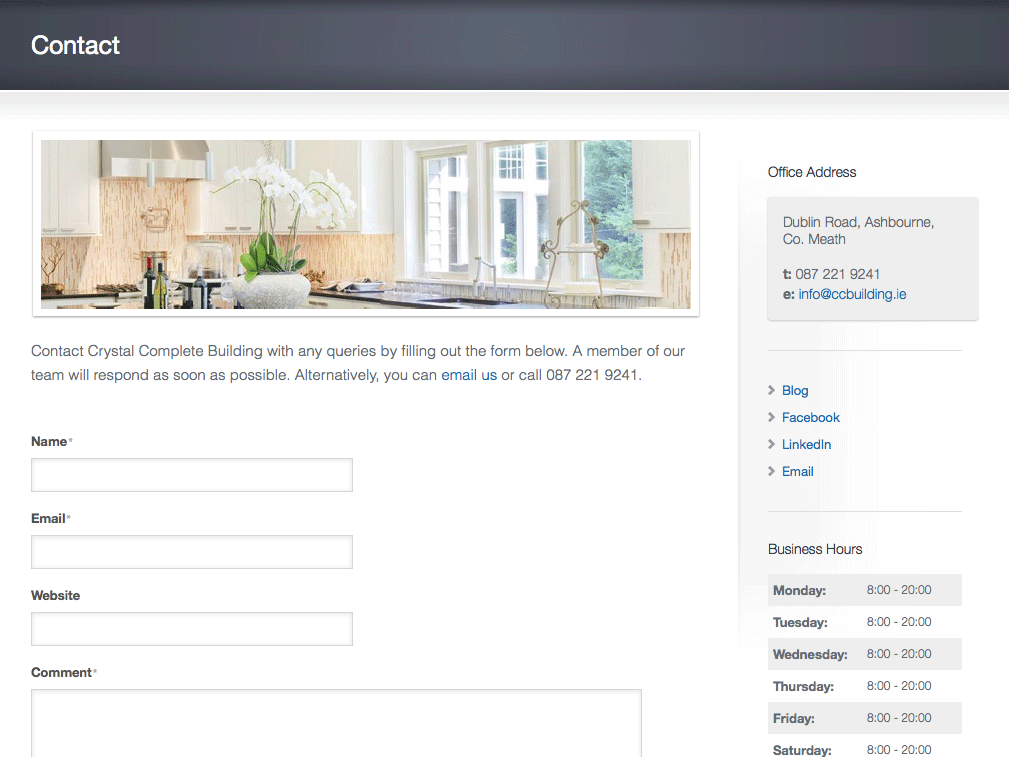 Contact
Contact Crystal Complete Building with any queries by filling out the form below. A member of our
team will respond as soon as possible. Alternatively, you can email us or call 087 221 9241.
Name*
Email*
Website
Comment*
Office Address
Dublin Road, Ashbourne,
Co. Meath
t: 087 221 9241
e: info@ccbuilding.ie
Blog
Facebook
LinkedIn
Email
Business Hours
Monday: 8:00 - 20:00
Tuesday: 8:00 - 20:00
Wednesday: 8:00 - 20:00
Thursday: 8:00 - 20:00
Friday: 8:00 - 20:00
Saturday: 8:00 - 20:00